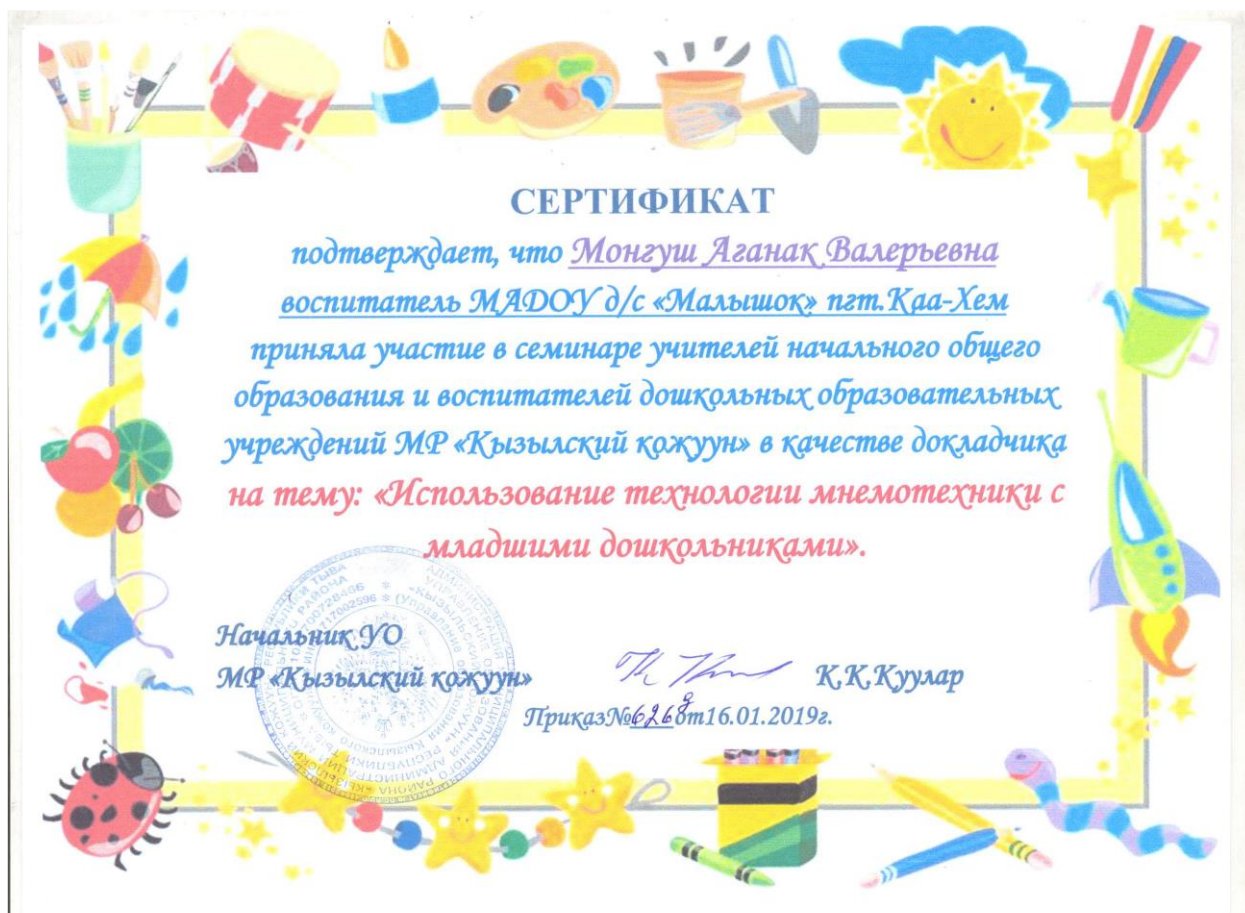 СЕРТИФИКАТ
подтверждает, что Монгуш Аганак Валерьевна
воспитатель МАДОУ д/с «Малышок» пгт.Каа-Хем
приняла участие в семинаре учителей начального общего
образования и воспитателей дошкольных образовательных
учреждений МР «Кызылский кожуун» в качестве докладчика
на тему: «Использование технологии мнемотехники с
младшими дошкольниками».
Начальник УО
МР «Кызылский кожуун»
К.К.Куулар
Приказ№626 от16.01.2019г.